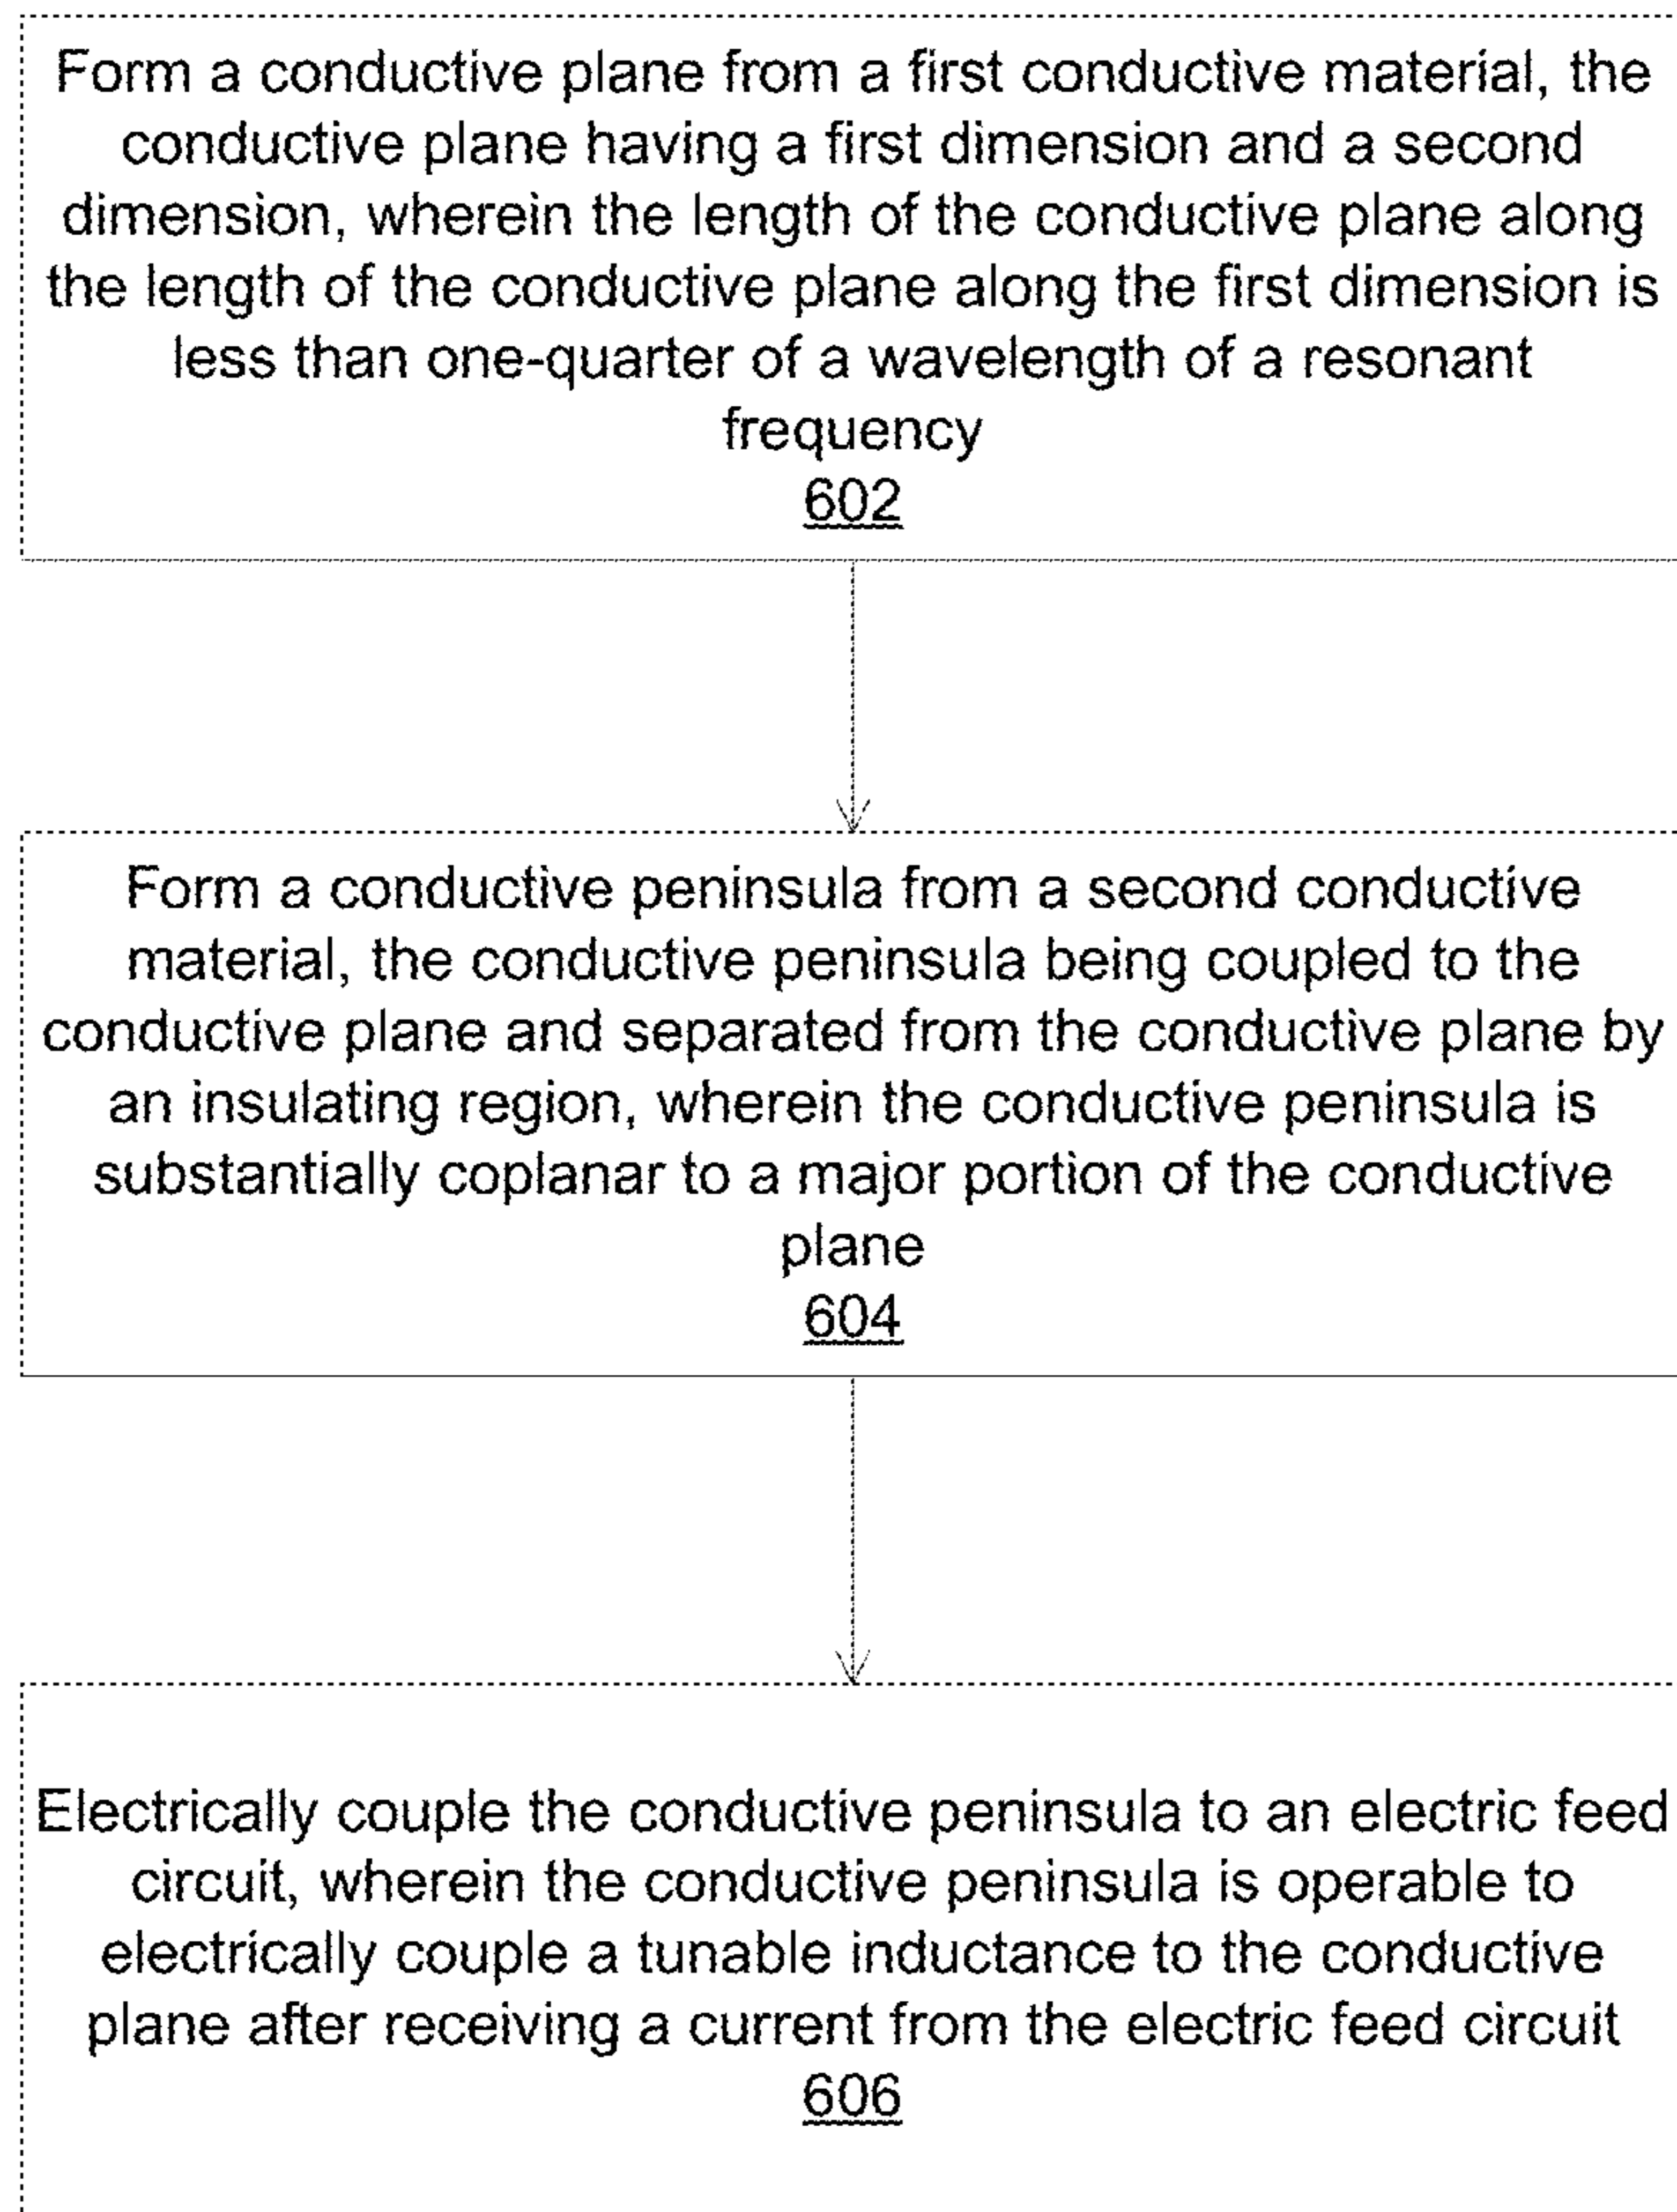 Form a conductive plane from a first conductive material, the
conductive plane having a first dimension and a second
dimension, wherein the length of the conductive plane along
the length of the conductive plane along the first dimension is
less than one-quarter of a wavelength of a resonant
frequency
602
Form a conductive peninsula from a second conductive
material, the conductive peninsula being coupled to the
conductive plane and separated from the conductive plane by
an insulating region, wherein the conductive peninsula is
substantially coplanar to a major portion of the conductive
plane
604
Electrically couple the conductive peninsula to an electric feed
circuit, wherein the conductive peninsula is operable to
electrically couple a tunable inductance to the conductive
plane after receiving a current from the electric feed circuit
606